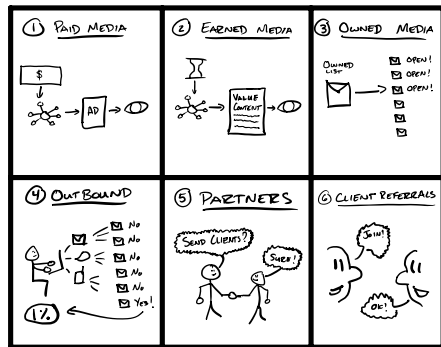 ① PAID MEDIA
$
AD
② EARNED MEDIA
VALUE
CONTENT
③ OWNED MEDIA
OWNED
LIST
OPEN!
OPEN!
OPEN!
④ OUTBOUND
No
No
No
No
No
YES!
1%
⑤ PARTNERS
SEND CLIENTS?
SURE!
⑥ CLIENT REFERRALS
JOIN!
OK!